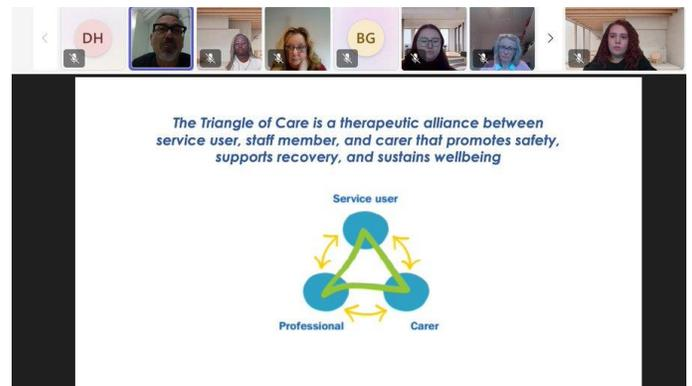 DH
BG
The Triangle of Care is a therapeutic alliance between
service user, staff member, and carer that promotes safety,
supports recovery, and sustains wellbeing
Service user
Professional
Carer